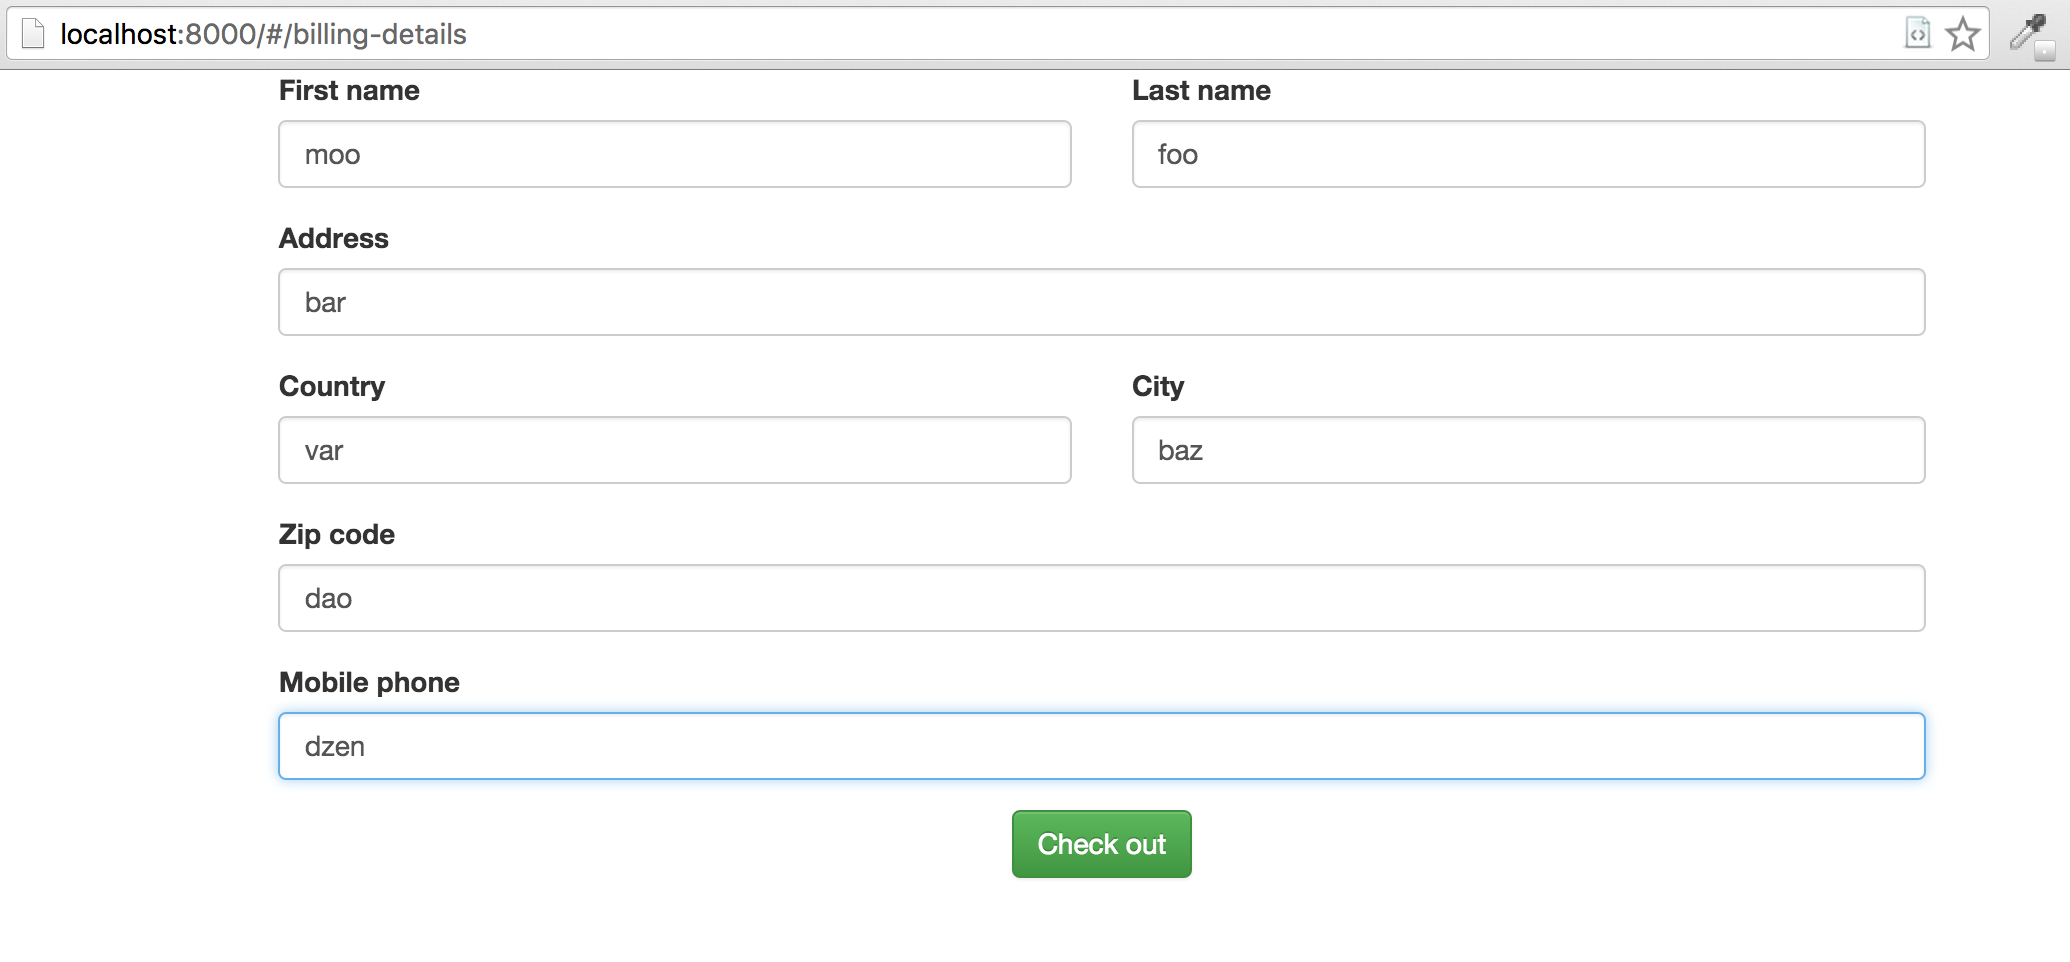 localhost:8000/#/billing-details
First name Last name
moo foo
Address
bar
Country City
var baz
Zip code
dao
Mobile phone
dzen
Check out